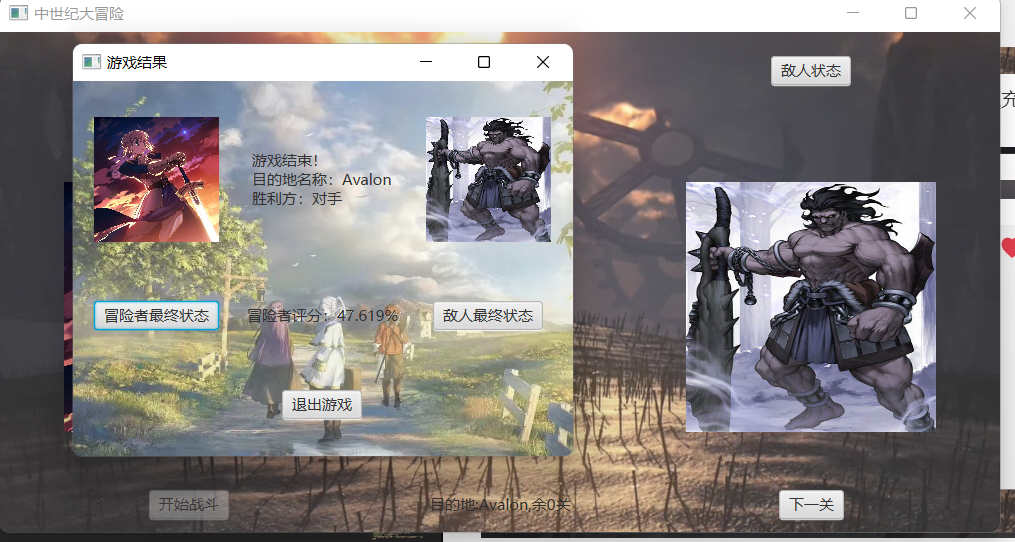 中世纪大冒险
游戏结果
敌人状态
充
游戏结束！
目的地名称：Avalon
胜利方：对手
冒险者最终状态
冒险者评分：47.619%
敌人最终状态
退出游戏
开始战斗
目的地:Avalon,余0关
下一关